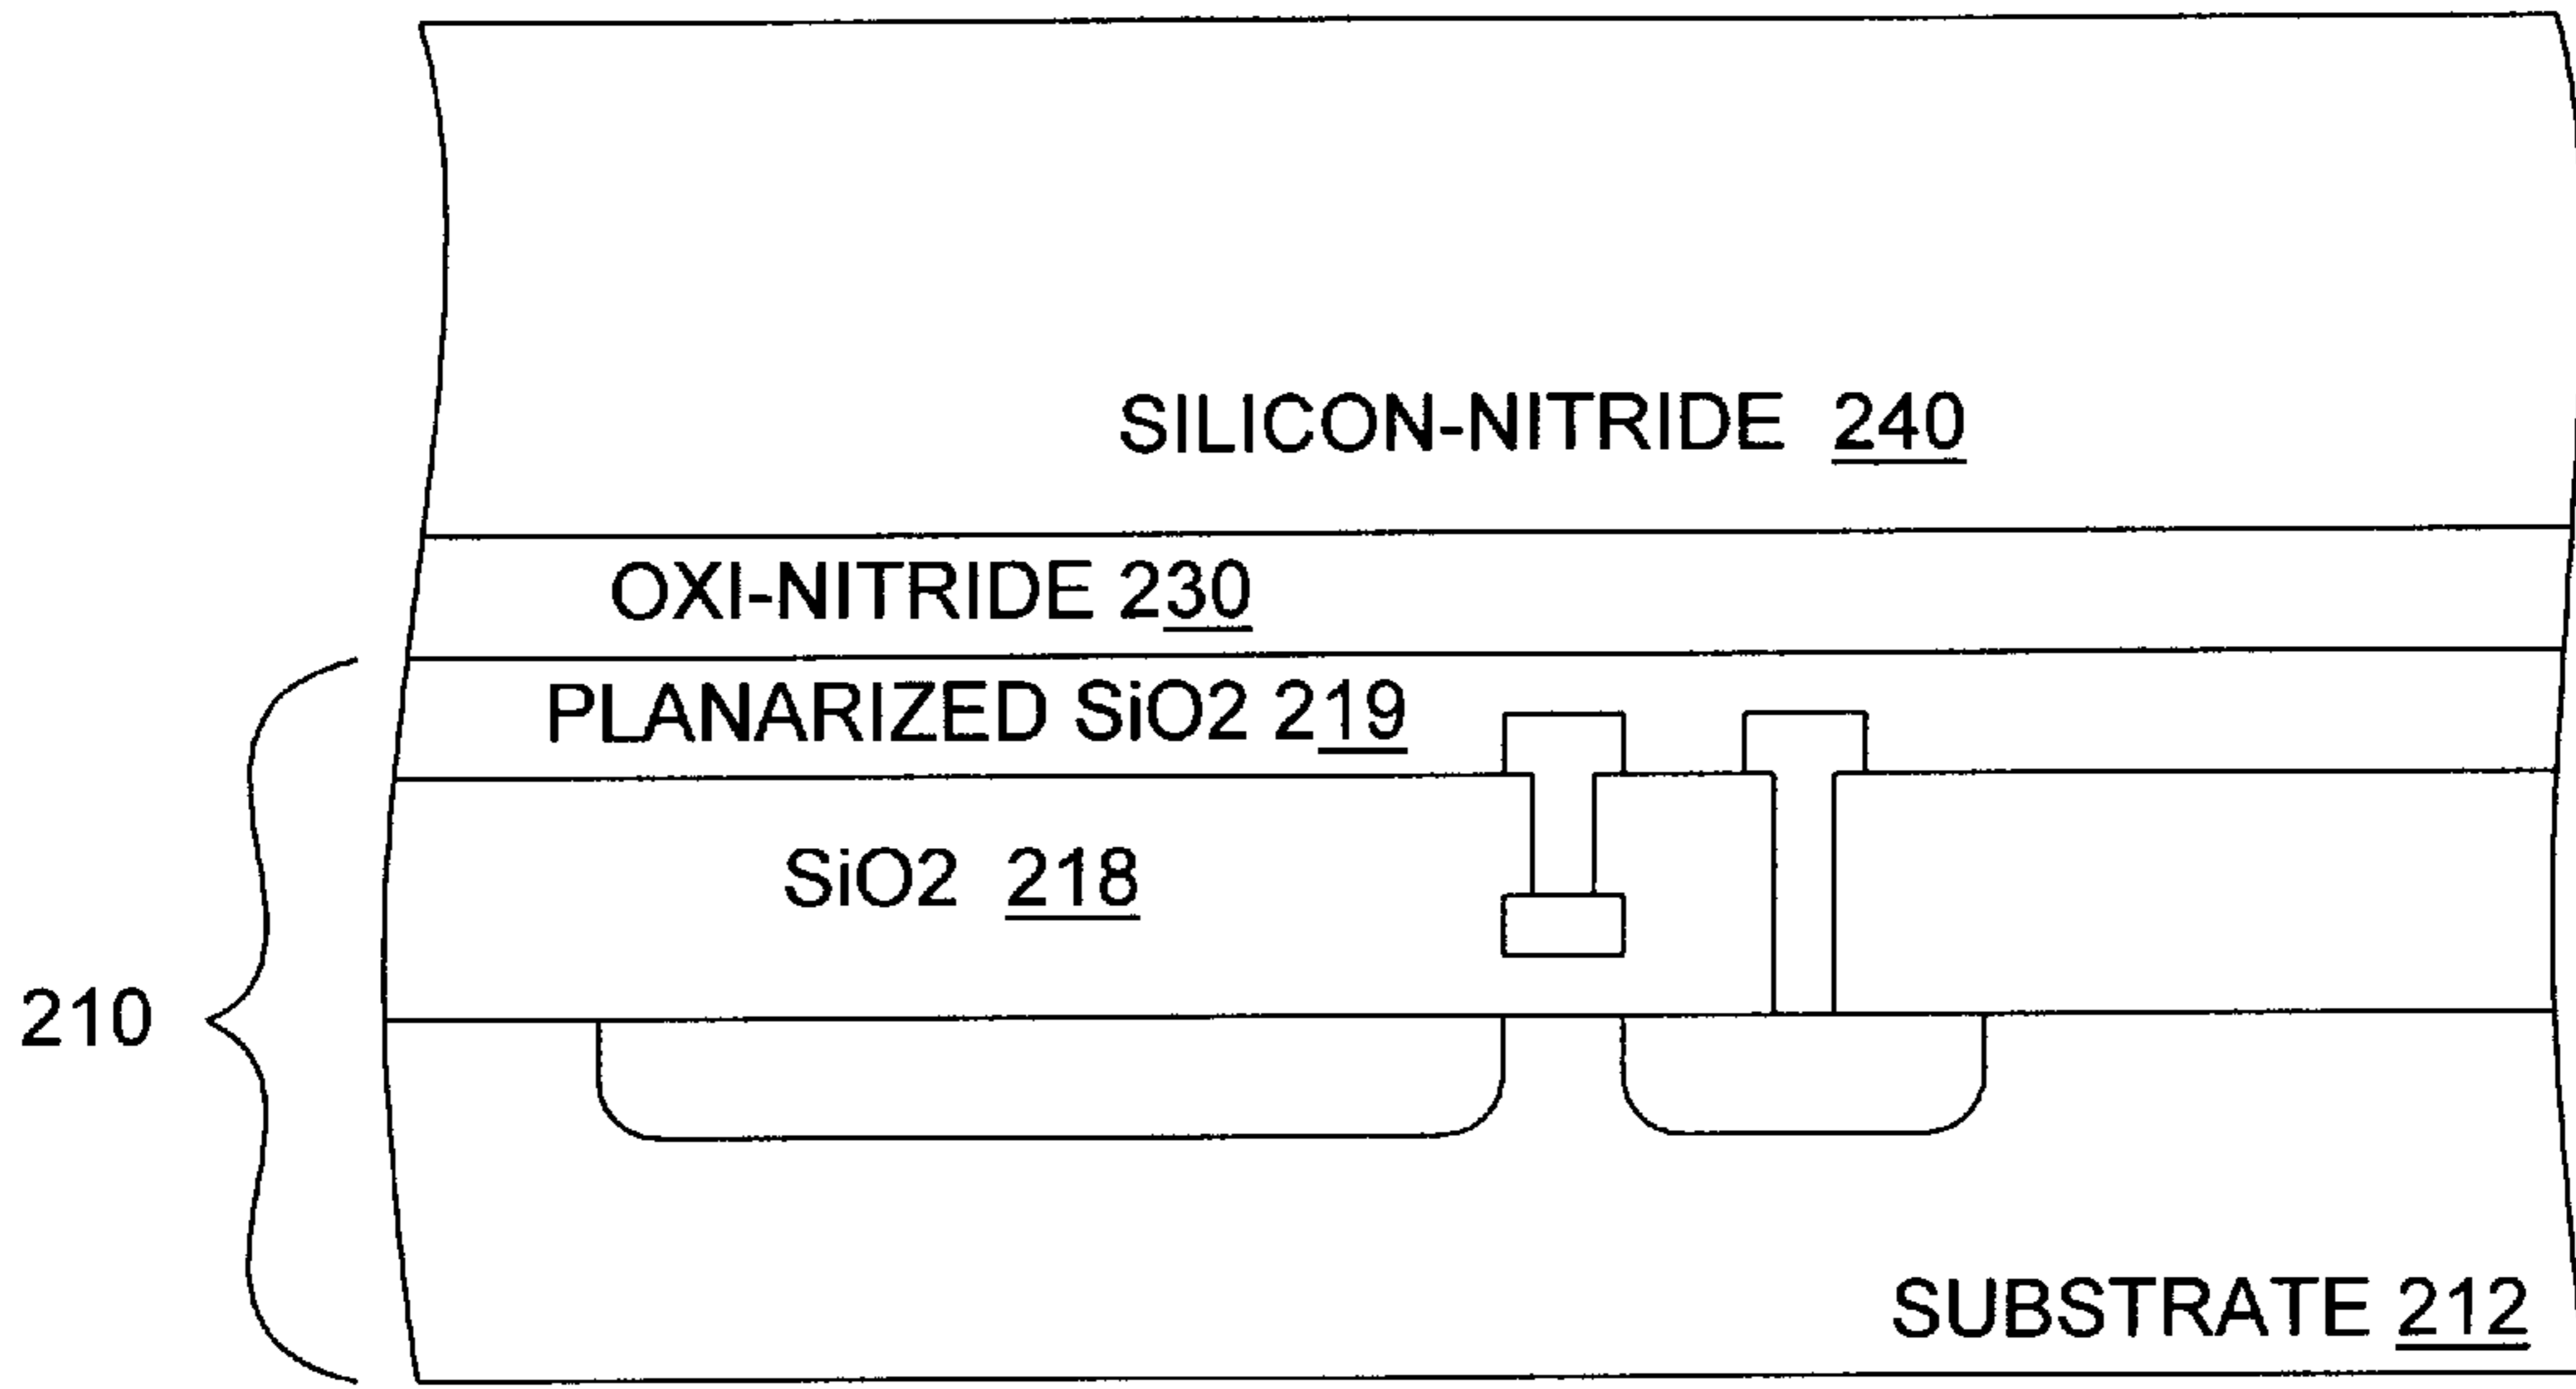 SILICON-NITRIDE 240
OXI-NITRIDE 230
PLANARIZED SiO2 219
SiO2 218
210
SUBSTRATE 212